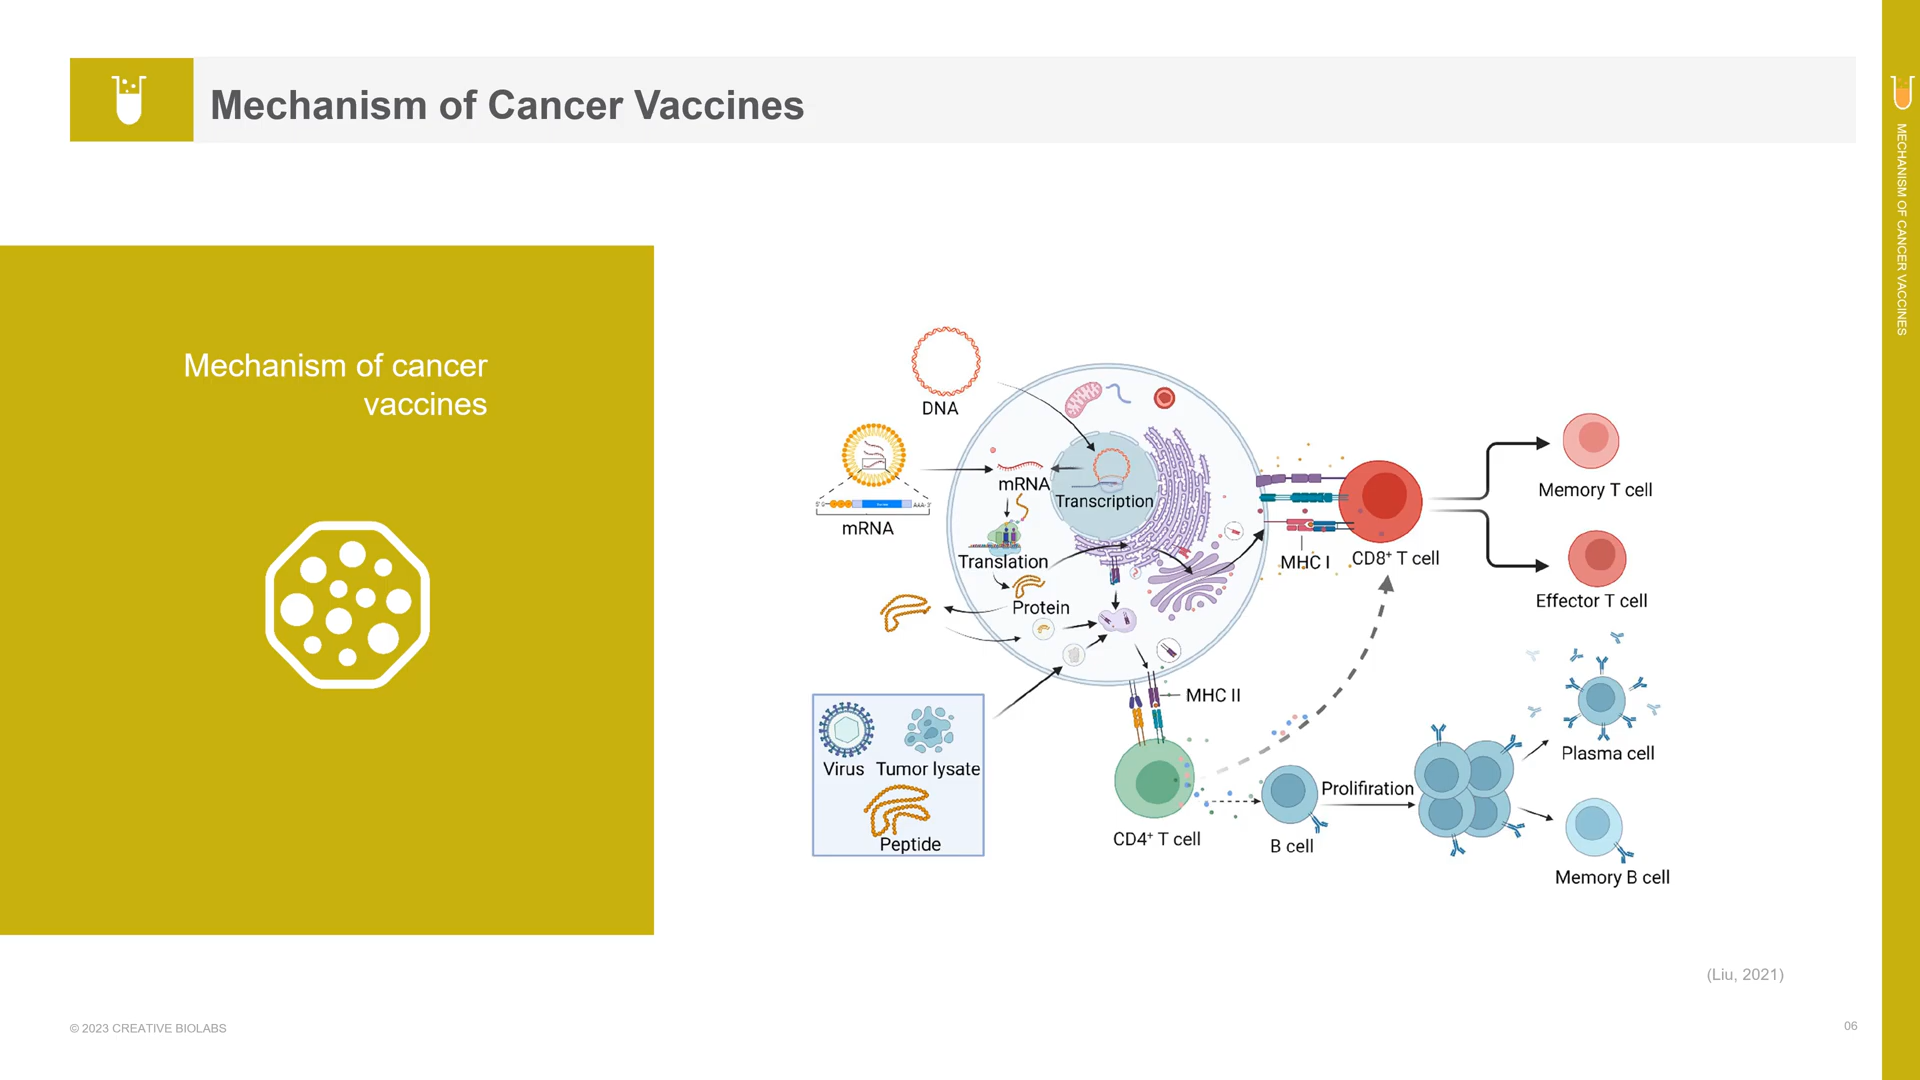 Mechanism of Cancer Vaccines
MECHANISM OF CANCER VACCINES
Mechanism of cancer
vaccines
DNA
mRNA
mRNA
Transcription
Translation
Protein
MHC I
CD8⁺ T cell
Memory T cell
Effector T cell
MHC II
Virus
Tumor lysate
Peptide
CD4⁺ T cell
B cell
Prolifiration
Plasma cell
Memory B cell
(Liu, 2021)
© 2023 CREATIVE BIOLABS
06